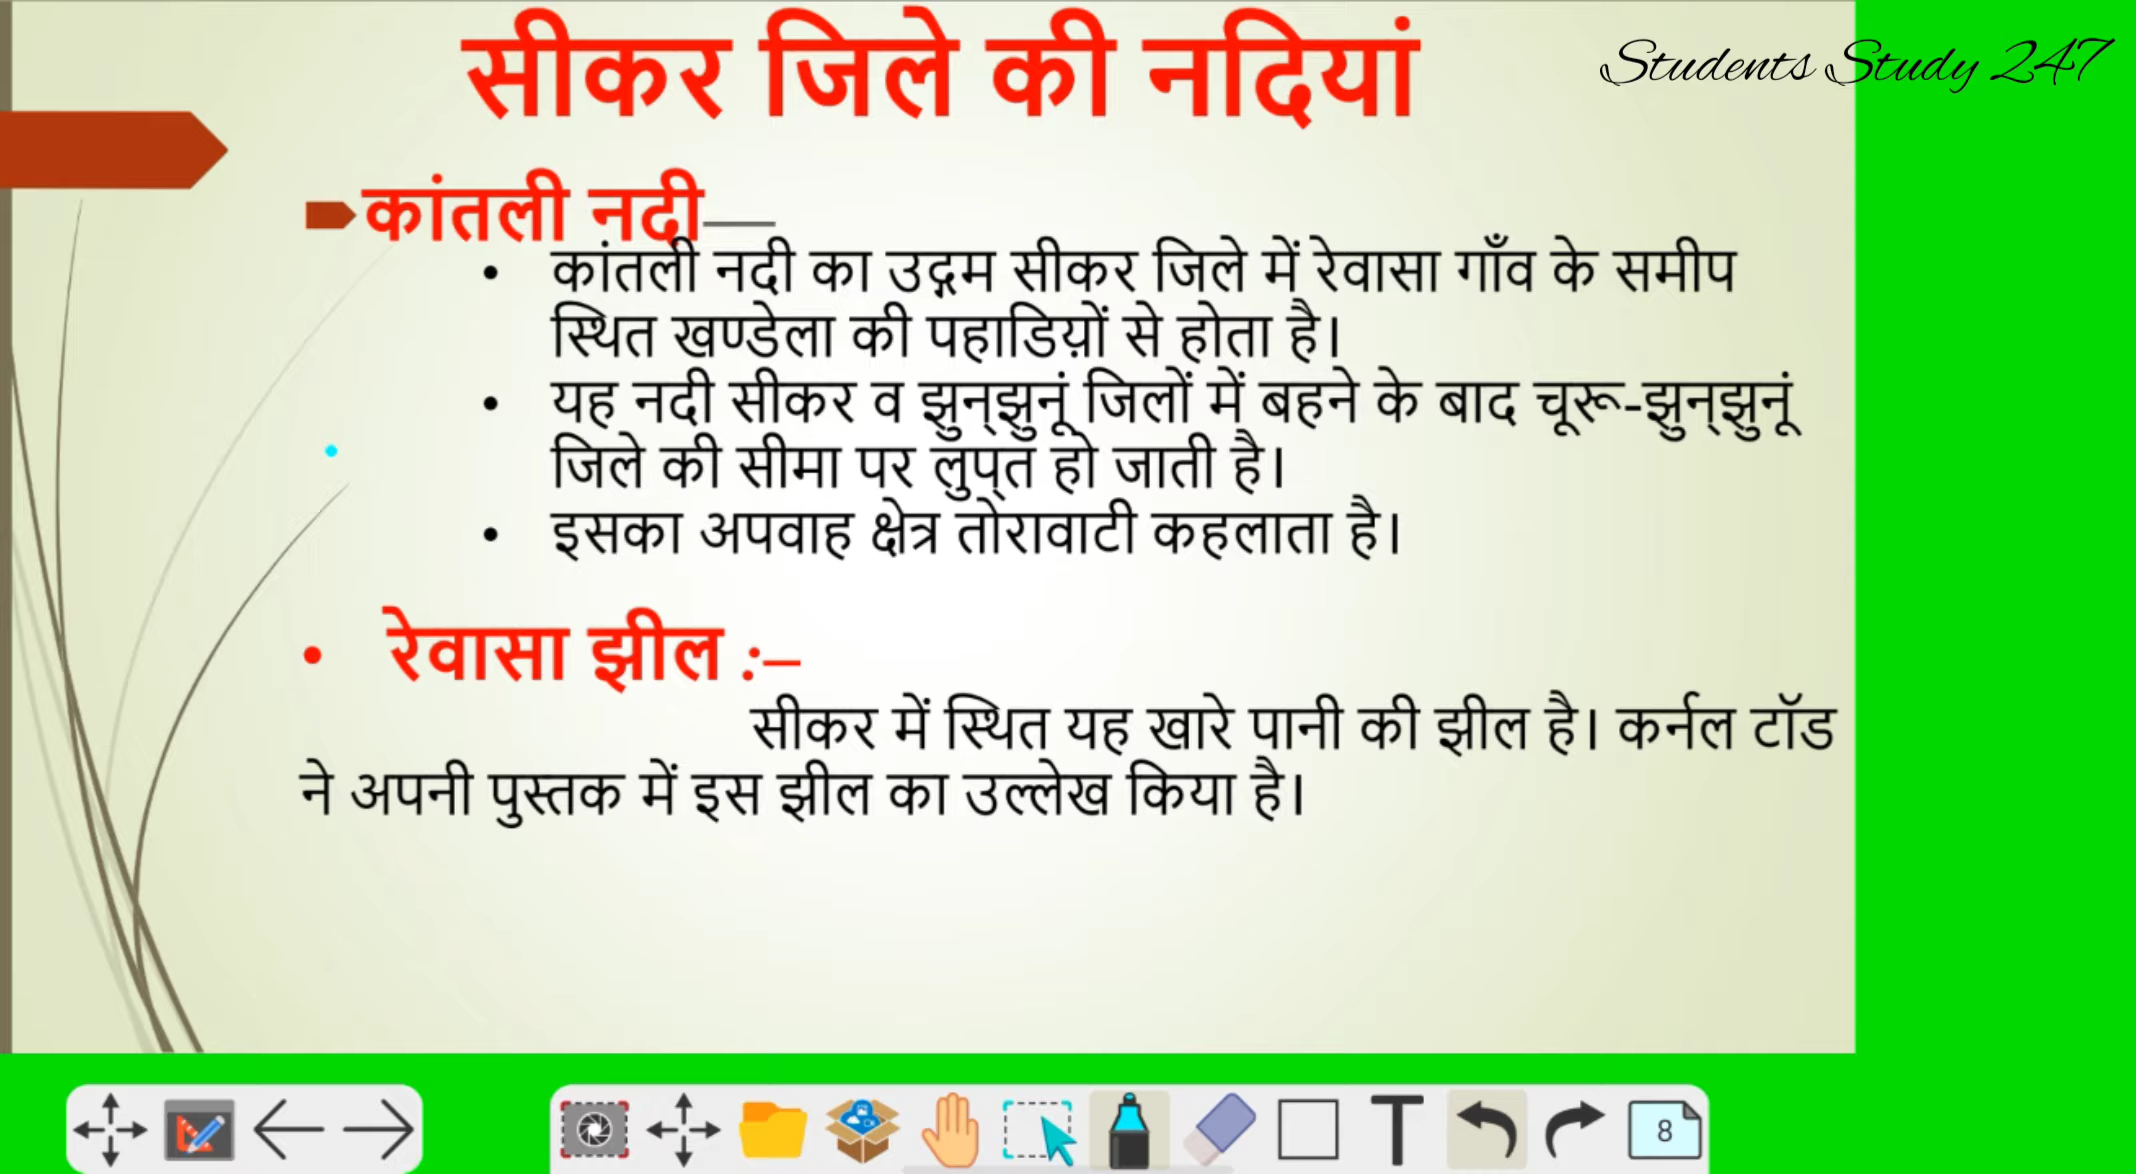 सीकर जिले की नदियां
Students Study 247
कांतली नदी—
• कांतली नदी का उद्गम सीकर जिले में रेवासा गाँव के समीप
स्थित खण्डेला की पहाडिय़ों से होता है।
• यह नदी सीकर व झुन्झुनूं जिलों में बहने के बाद चूरू-झुन्झुनूं
जिले की सीमा पर लुप्त हो जाती है।
• इसका अपवाह क्षेत्र तोरावाटी कहलाता है।
• रेवासा झील :–
सीकर में स्थित यह खारे पानी की झील है। कर्नल टॉड
ने अपनी पुस्तक में इस झील का उल्लेख किया है।
T
8